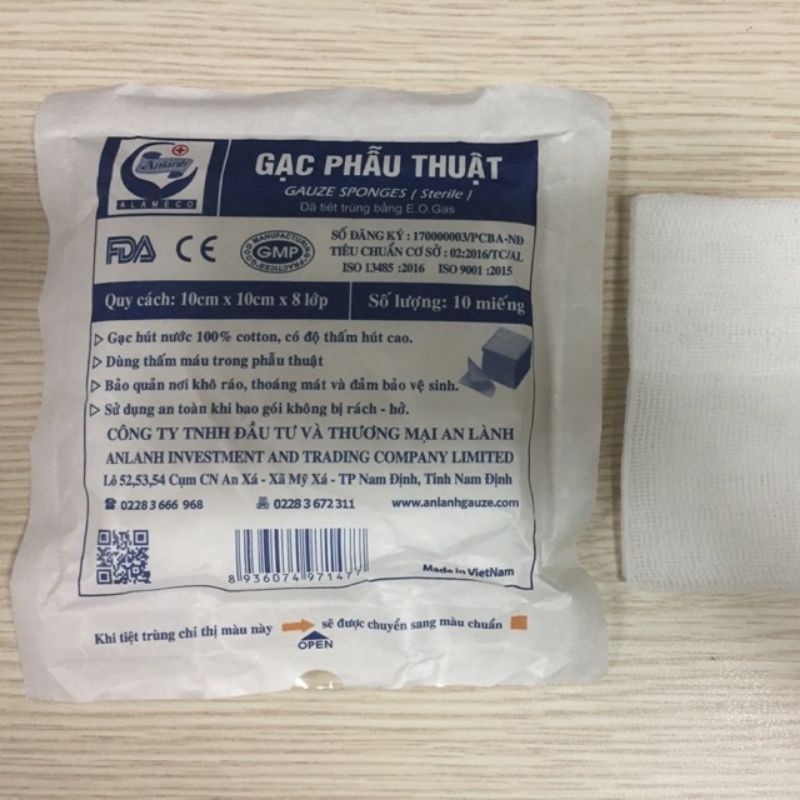 Anlanh
ALAMECO
GẠC PHẪU THUẬT
GAUZE SPONGES ( Sterile )
Đã tiệt trùng bằng E.O.Gas
FDA CE
GOOD MANUFACTURING PRACTICES
GMP
SỐ ĐĂNG KÝ : 170000003/PCBA-NĐ
TIÊU CHUẨN CƠ SỞ : 02:2016/TC/AL
ISO 13485 :2016 ISO 9001 :2015
Quy cách: 10cm x 10cm x 8 lớp
Số lượng: 10 miếng
Gạc hút nước 100% cotton, có độ thấm hút cao.
Dùng thấm máu trong phẫu thuật
Bảo quản nơi khô ráo, thoáng mát và đảm bảo vệ sinh.
Sử dụng an toàn khi bao gói không bị rách - hở.
CÔNG TY TNHH ĐẦU TƯ VÀ THƯƠNG MẠI AN LÀNH
ANLANH INVESTMENT AND TRADING COMPANY LIMITED
Lô 52,53,54 Cụm CN An Xá - Xã Mỹ Xá - TP Nam Định, Tỉnh Nam Định
0228 3 666 968 0228 3 672 311 www.anlanhgauze.com
8 936074 971477
Made in VietNam
Khi tiệt trùng chỉ thị màu này sẽ được chuyển sang màu chuẩn
OPEN